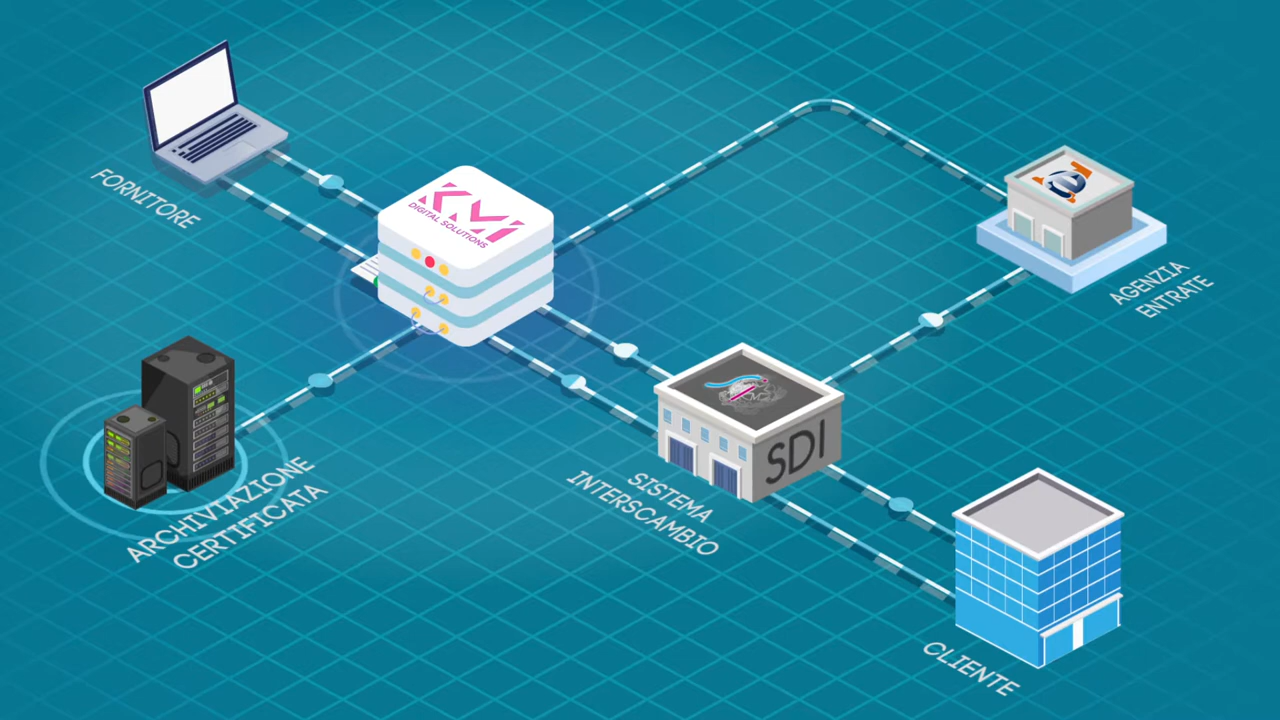 FORNITORE
KMI
DIGITAL SOLUTIONS
AGENZIA
ENTRATE
SDI
SISTEMA
INTERSCAMBIO
ARCHIVIAZIONE
CERTIFICATA
CLIENTE